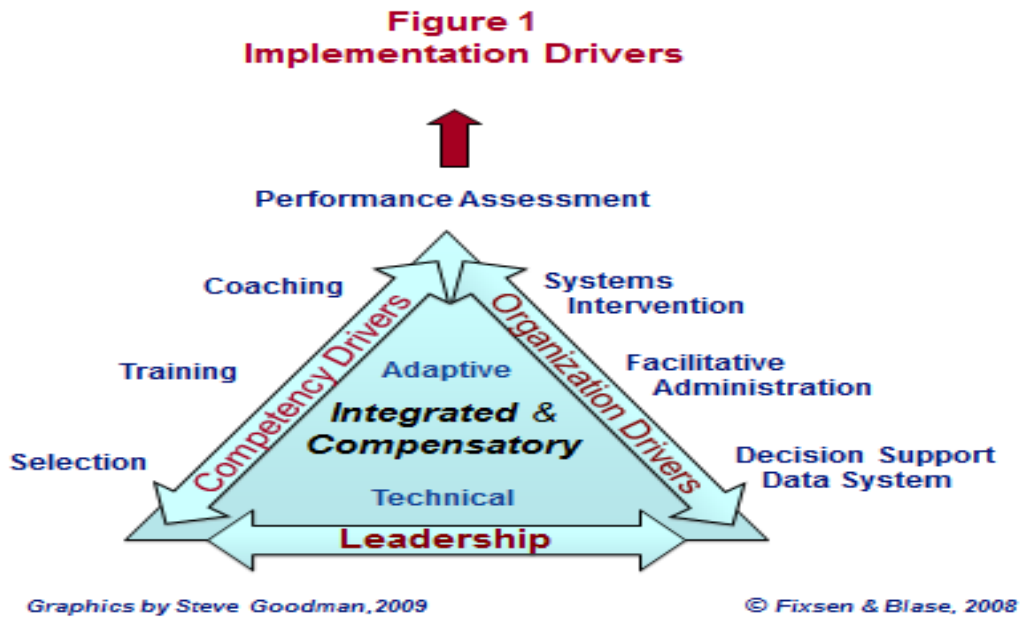 Figure 1
Implementation Drivers
Performance Assessment
Coaching
Training
Selection
Competency Drivers
Organization Drivers
Systems
Intervention
Facilitative
Administration
Decision Support
Data System
Adaptive
Integrated &
Compensatory
Technical
Leadership
Graphics by Steve Goodman, 2009
© Fixsen & Blase, 2008